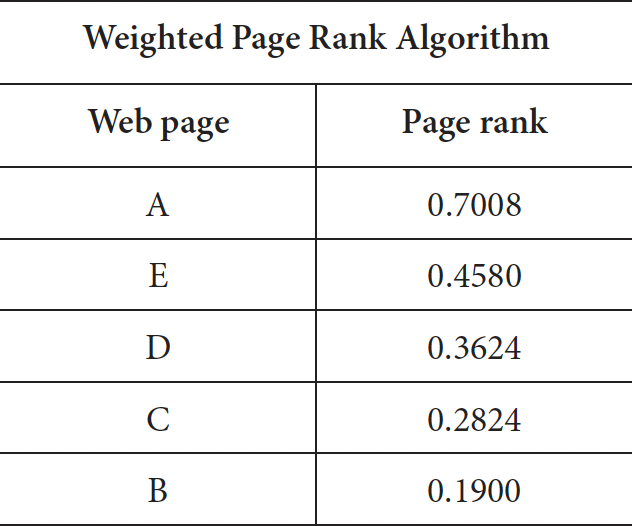 Weighted Page Rank Algorithm
Web page Page rank
A 0.7008
E 0.4580
D 0.3624
C 0.2824
B 0.1900